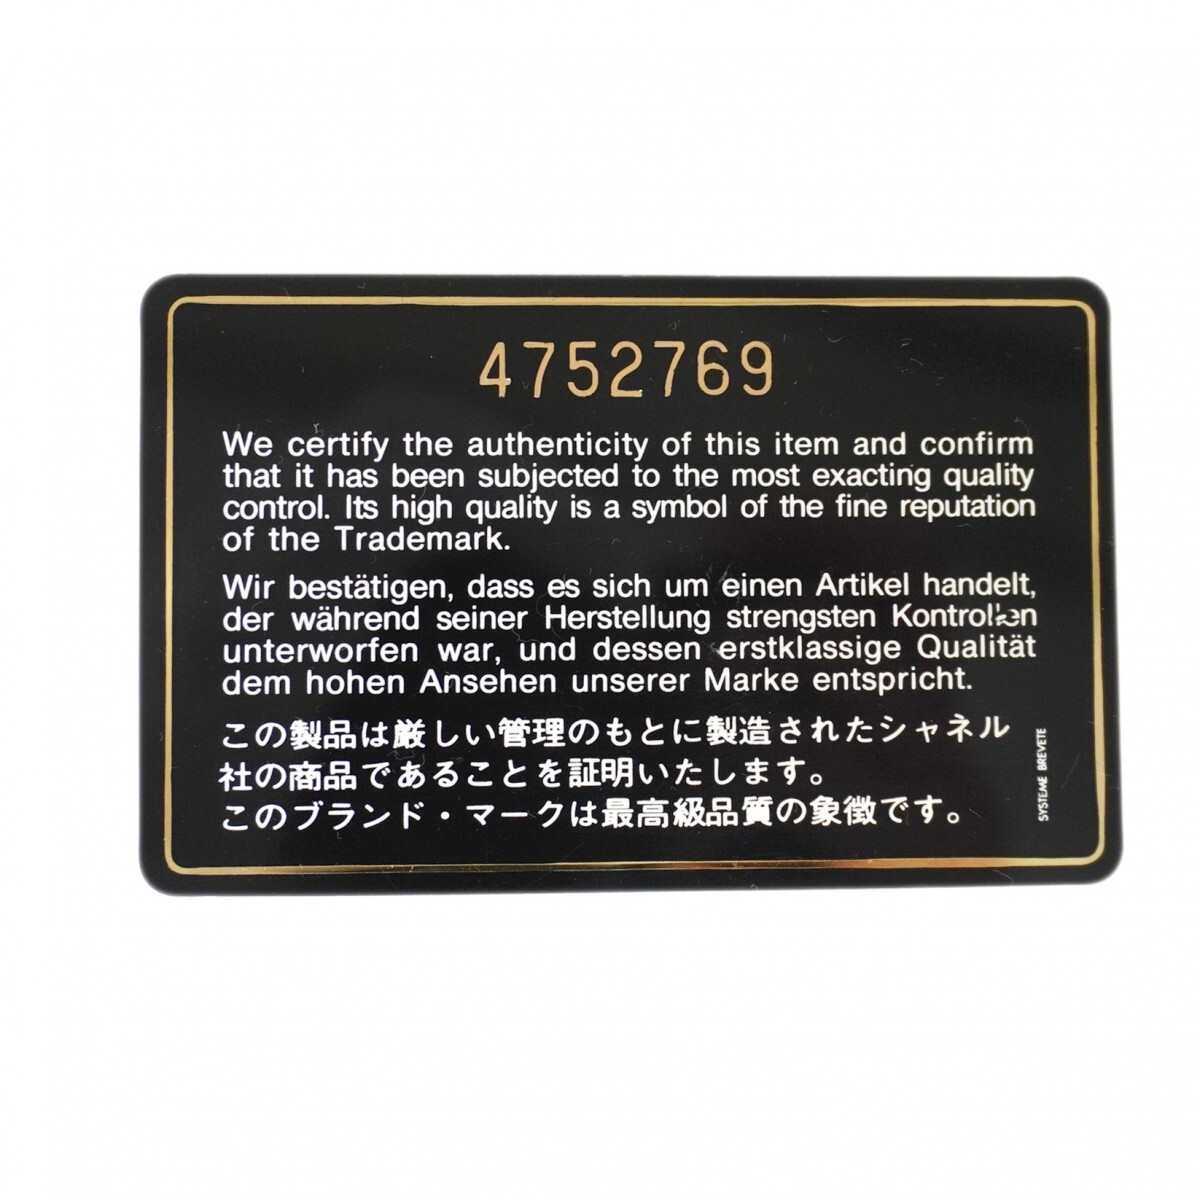 4752769
We certify the authenticity of this item and confirm
that it has been subjected to the most exacting quality
control. Its high quality is a symbol of the fine reputation
of the Trademark.
Wir bestätigen, dass es sich um einen Artikel handelt,
der während seiner Herstellung strengsten Kontrollen
unterworfen war, und dessen erstklassige Qualität
dem hohen Ansehen unserer Marke entspricht.
この製品は厳しい管理のもとに製造されたシャネル
社の商品であることを証明いたします。
このブランド・マークは最高級品質の象徴です。
SYSTEME BREVETE